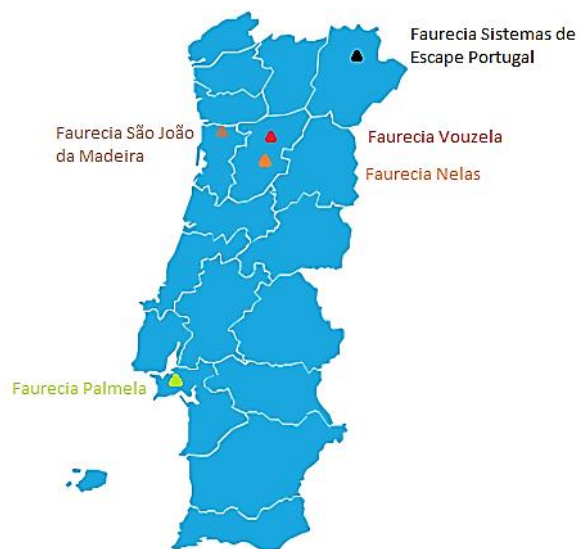 Faurecia Sistemas de
Escape Portugal
Faurecia São João
da Madeira
Faurecia Vouzela
Faurecia Nelas
Faurecia Palmela